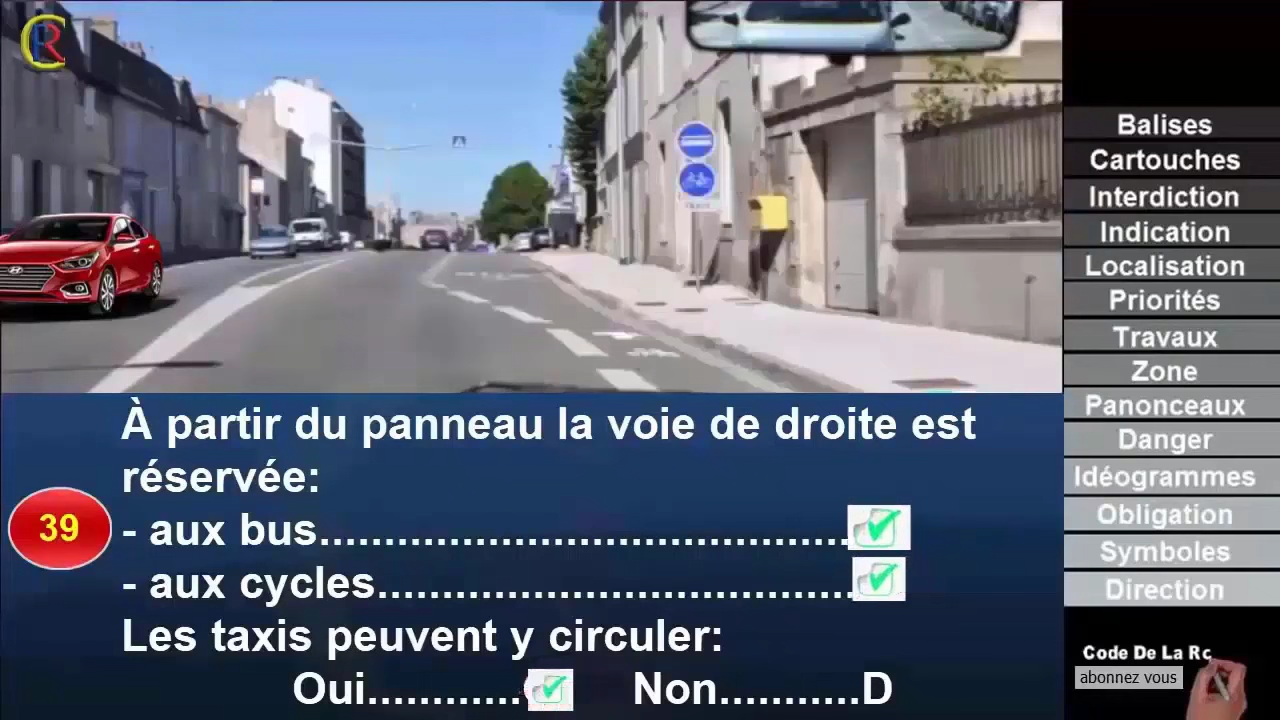 CR
À partir du panneau la voie de droite est
réservée:
39
- aux bus..........................................
- aux cycles......................................
Les taxis peuvent y circuler:
Oui............ Non...........D
Balises
Cartouches
Interdiction
Indication
Localisation
Priorités
Travaux
Zone
Panonceaux
Danger
Idéogrammes
Obligation
Symboles
Direction
Code De La Rc
abonnez vous